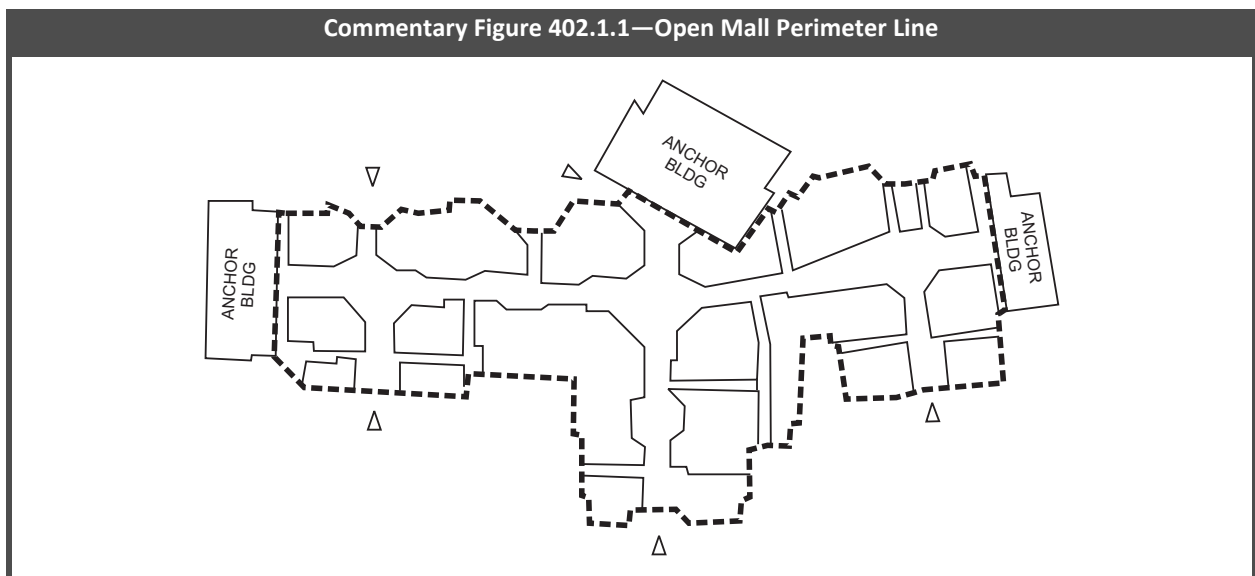 Commentary Figure 402.1.1—Open Mall Perimeter Line
ANCHOR
BLDG
ANCHOR
BLDG
ANCHOR
BLDG